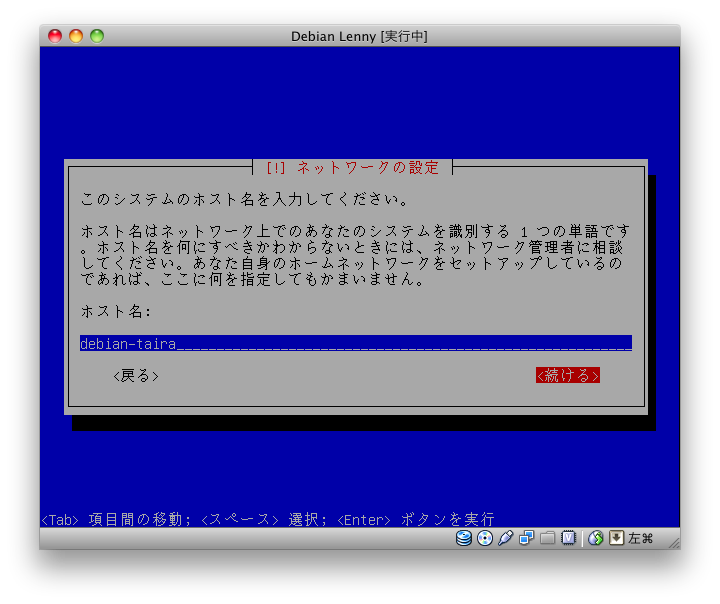 Debian Lenny [実行中]
[!] ネットワークの設定
このシステムのホスト名を入力してください。
ホスト名はネットワーク上でのあなたのシステムを識別する 1 つの単語です
。ホスト名を何にすべきかわからないときには、ネットワーク管理者に相談
してください。あなた自身のホームネットワークをセットアップしているの
であれば、ここに何を指定してもかまいません。
ホスト名:
debian-taira
<戻る> <続ける>
<Tab> 項目間の移動; <スペース> 選択; <Enter> ボタンを実行
左⌘